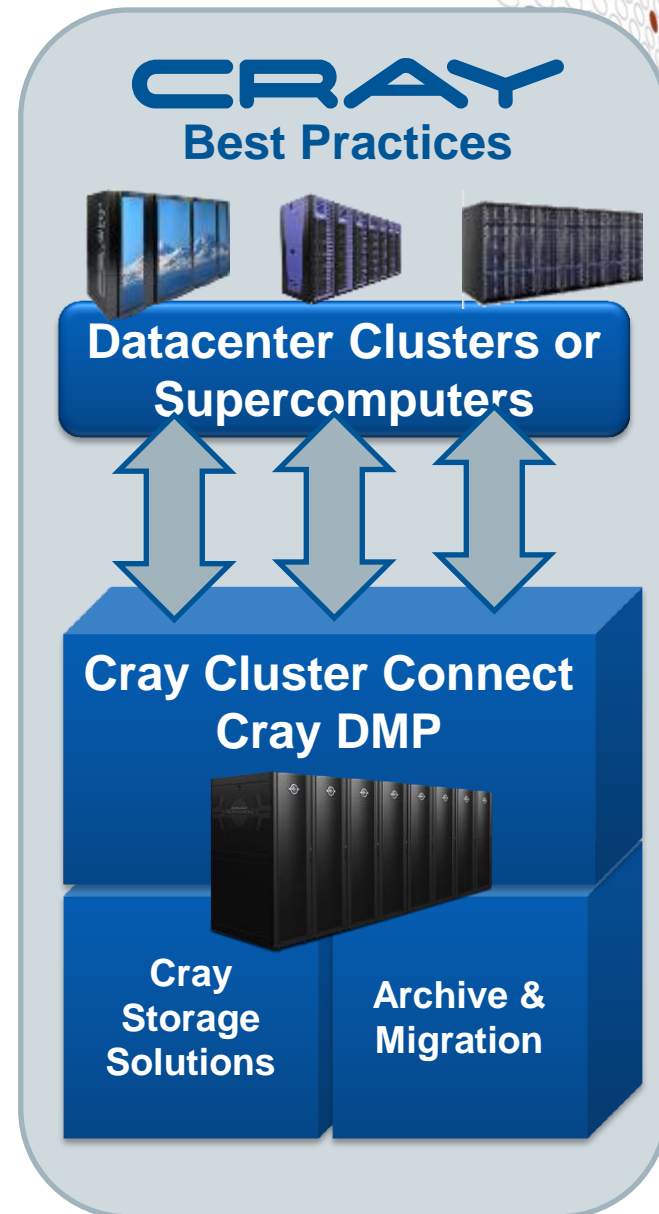 CRAY
Best Practices
Datacenter Clusters or
Supercomputers
Cray Cluster Connect
Cray DMP
Cray
Storage
Solutions
Archive &
Migration